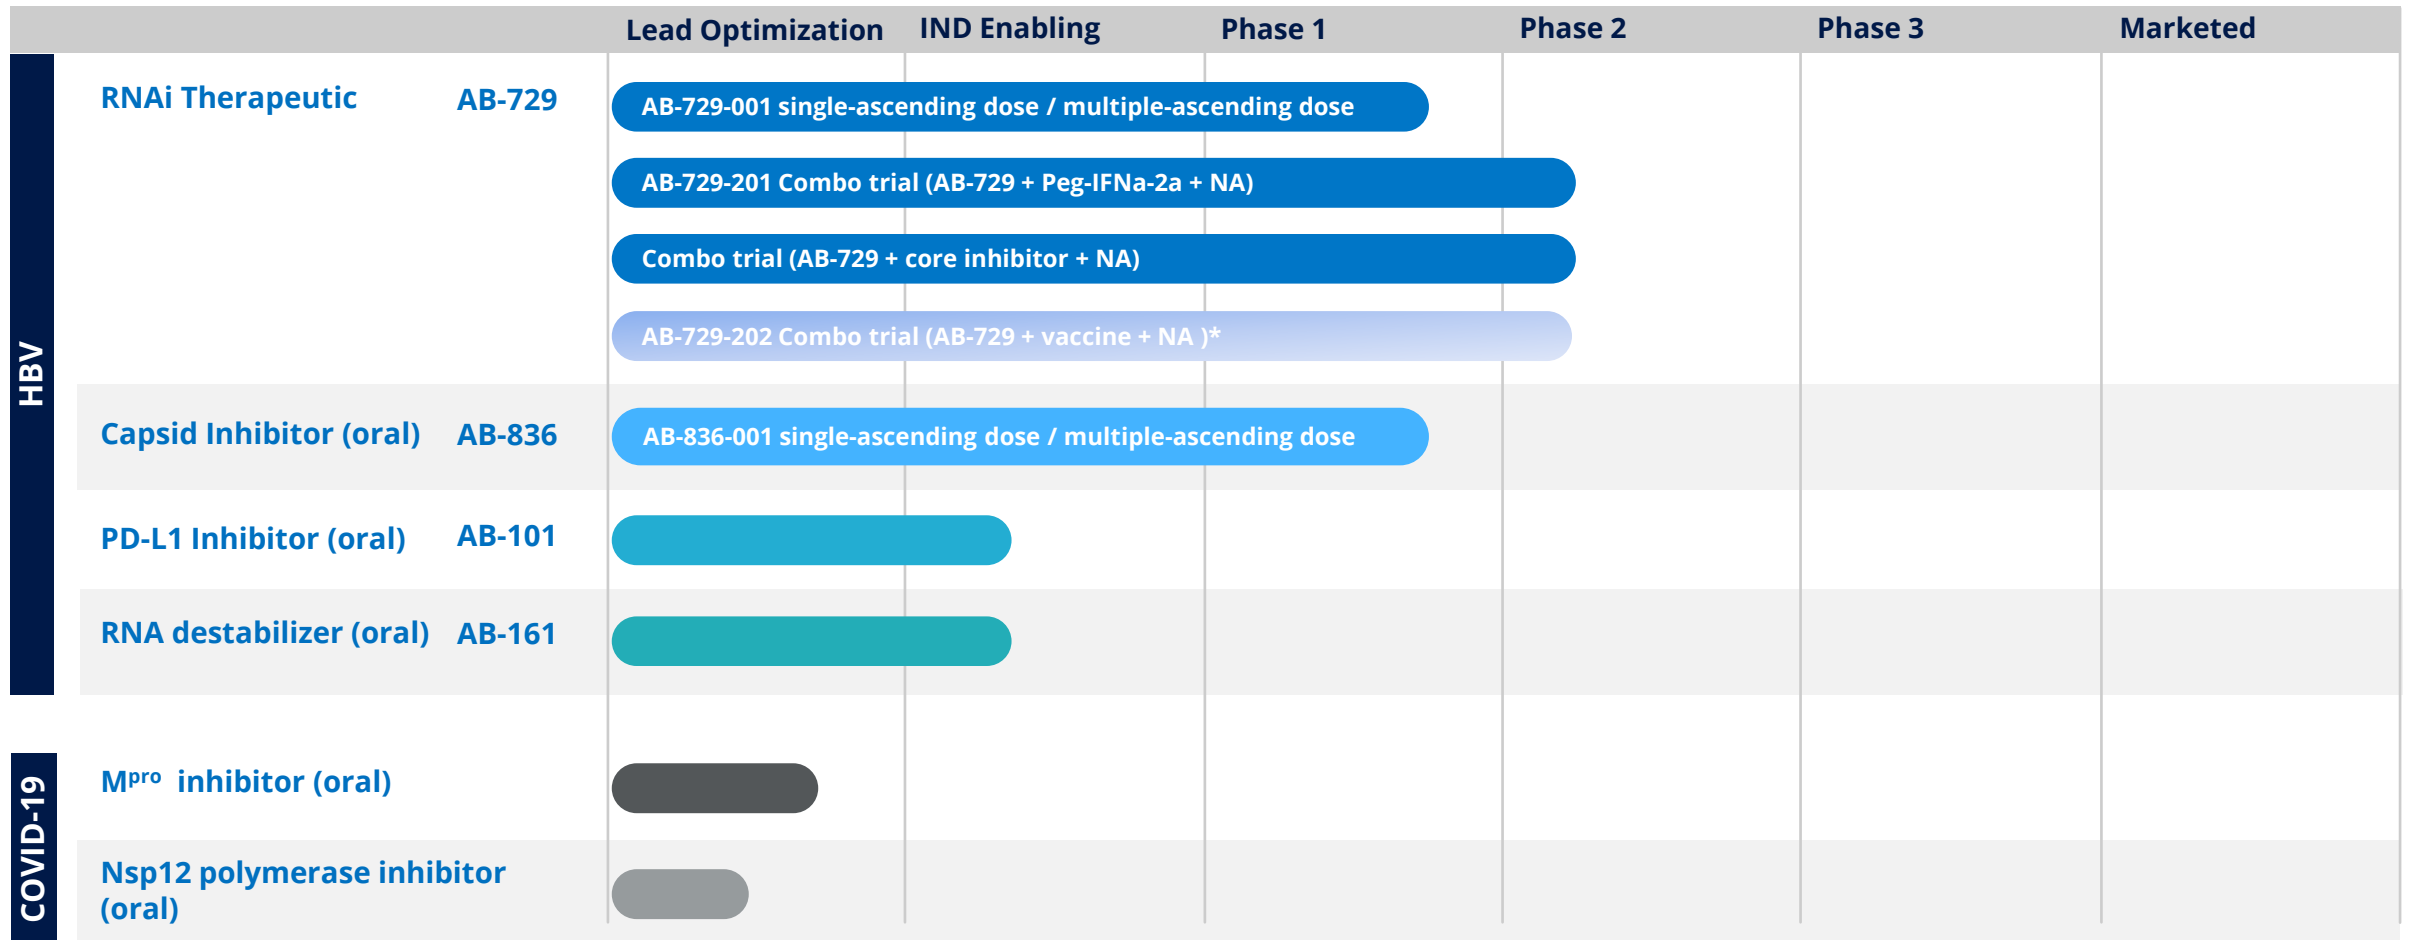 Lead Optimization IND Enabling Phase 1 Phase 2 Phase 3 Marketed
HBV
RNAi Therapeutic AB-729
AB-729-001 single-ascending dose / multiple-ascending dose
AB-729-201 Combo trial (AB-729 + Peg-IFNa-2a + NA)
Combo trial (AB-729 + core inhibitor + NA)
AB-729-202 Combo trial (AB-729 + vaccine + NA )*
Capsid Inhibitor (oral) AB-836 AB-836-001 single-ascending dose / multiple-ascending dose
PD-L1 Inhibitor (oral) AB-101
RNA destabilizer (oral) AB-161
COVID-19
Mpro inhibitor (oral)
Nsp12 polymerase inhibitor
(oral)